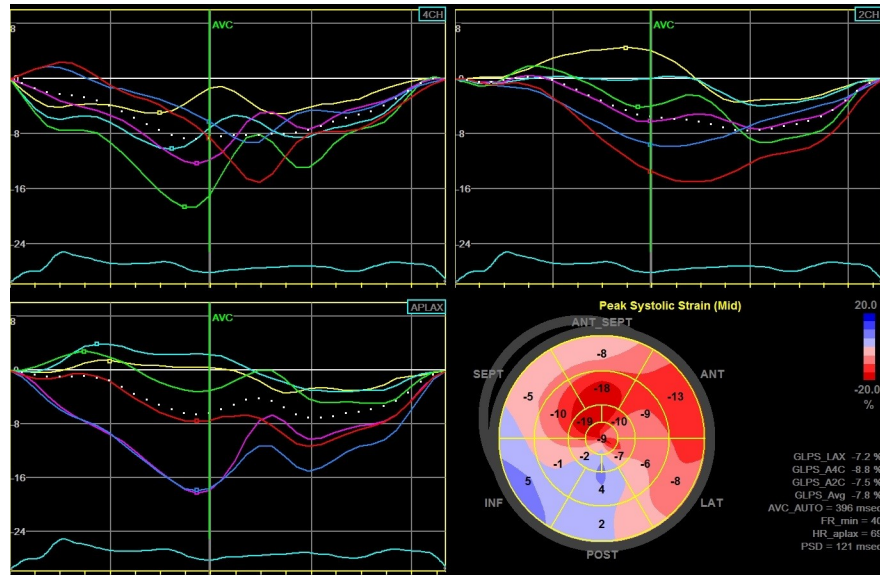 4CH
AVC
8
0
-8
-16
-24
2CH
AVC
8
-0
-8
-16
-24
APLAX
AVC
8
0
-8
-16
-24
Peak Systolic Strain (Mid)
20.0
-20.0
%
ANT_SEPT
SEPT
ANT
-8
-5
-18
-13
-10
-19
-10
-9
-9
-1
-2
-7
-6
5
4
-8
2
INF
LAT
POST
GLPS_LAX -7.2 %
GLPS_A4C -8.8 %
GLPS_A2C -7.5 %
GLPS_Avg -7.8 %
AVC_AUTO = 396 msec
FR_min = 40
HR_aplax = 69
PSD = 121 msec